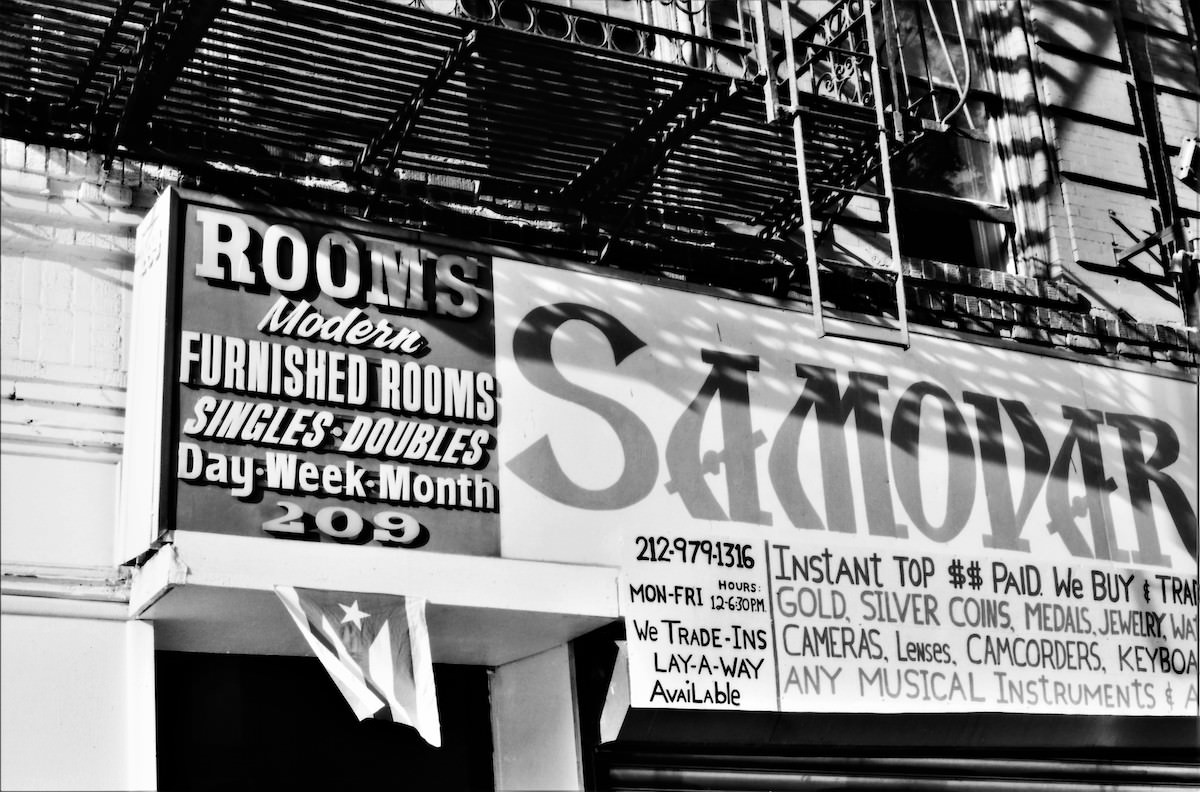 ROOMS
Modern
FURNISHED ROOMS
SINGLES·DOUBLES
Day·Week·Month
209
SAMOVAR
212-979-1316
HOURS:
MON-FRI 12-6:30PM.
We TRADE-INS
LAY-A-WAY
AvaiLable
INSTANT TOP $$ PAID. We BUY & TRA
GOLD, SILVER COINS, MEDALS, JEWELRY, WA
CAMERAS, Lenses, CAMCORDERS, KEYBOA
ANY MUSICAL INSTRUMENTS & A